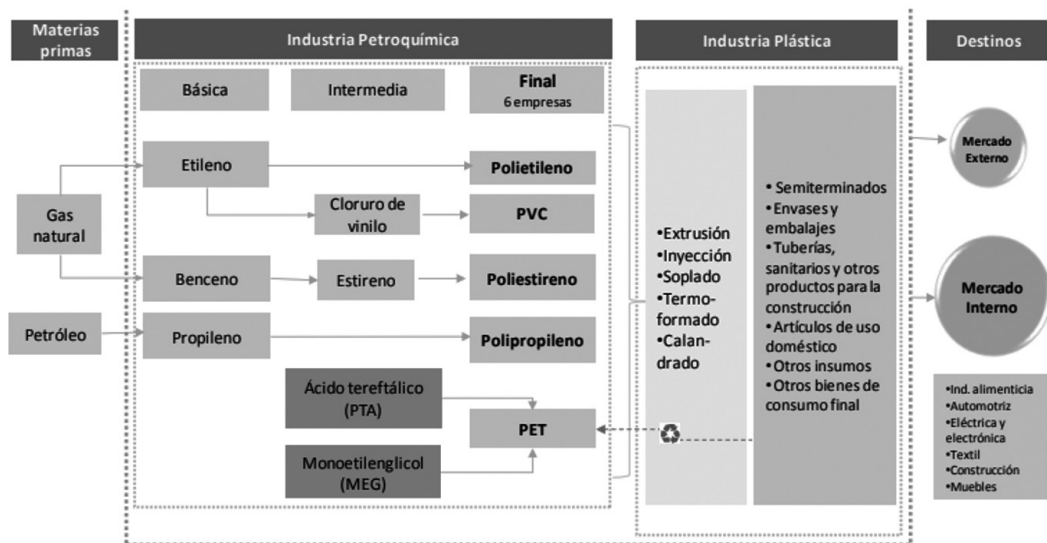 Materias
primas
Industria Petroquímica
Industria Plástica
Destinos
Básica
Intermedia
Final
6 empresas
Etileno
Polietileno
Gas
natural
Cloruro de
vinilo
PVC
Benceno
Estireno
Poliestireno
Petróleo
Propileno
Polipropileno
Ácido tereftálico
(PTA)
PET
Monoetilenglicol
(MEG)
•Extrusión
•Inyección
•Soplado
•Termo-
formado
•Calan-
drado
• Semiterminados
• Envases y
embalajes
• Tuberías,
sanitarios y otros
productos para la
construcción
• Artículos de uso
doméstico
• Otros insumos
• Otros bienes de
consumo final
Mercado
Externo
Mercado
Interno
•Ind. alimenticia
•Automotriz
•Eléctrica y
electrónica
•Textil
•Construcción
•Muebles